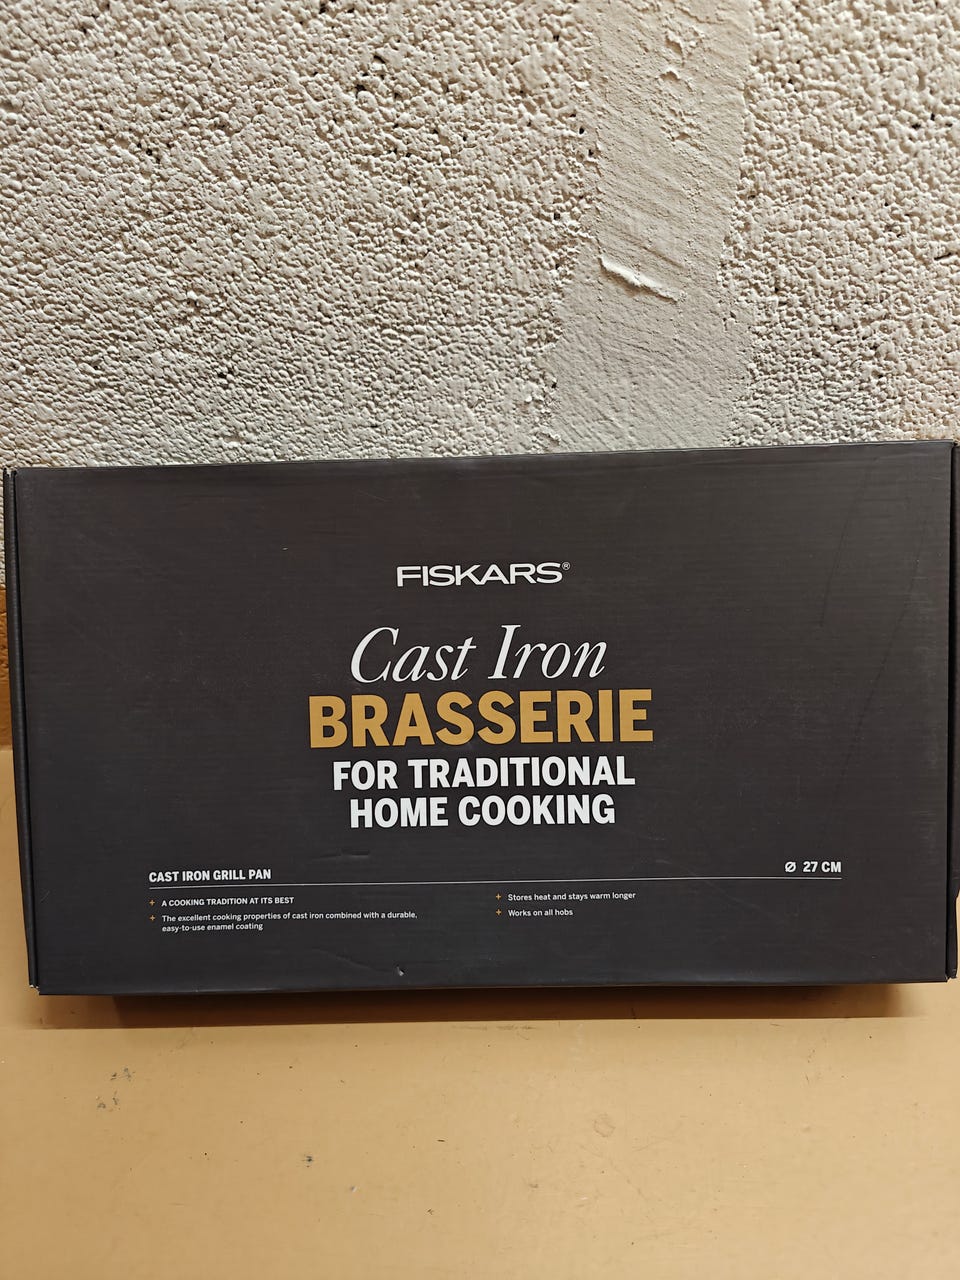 FISKARS®
Cast Iron
BRASSERIE
FOR TRADITIONAL
HOME COOKING
CAST IRON GRILL PAN
Ø 27 CM
+ A COOKING TRADITION AT ITS BEST
+ The excellent cooking properties of cast iron combined with a durable,
easy-to-use enamel coating
+ Stores heat and stays warm longer
+ Works on all hobs